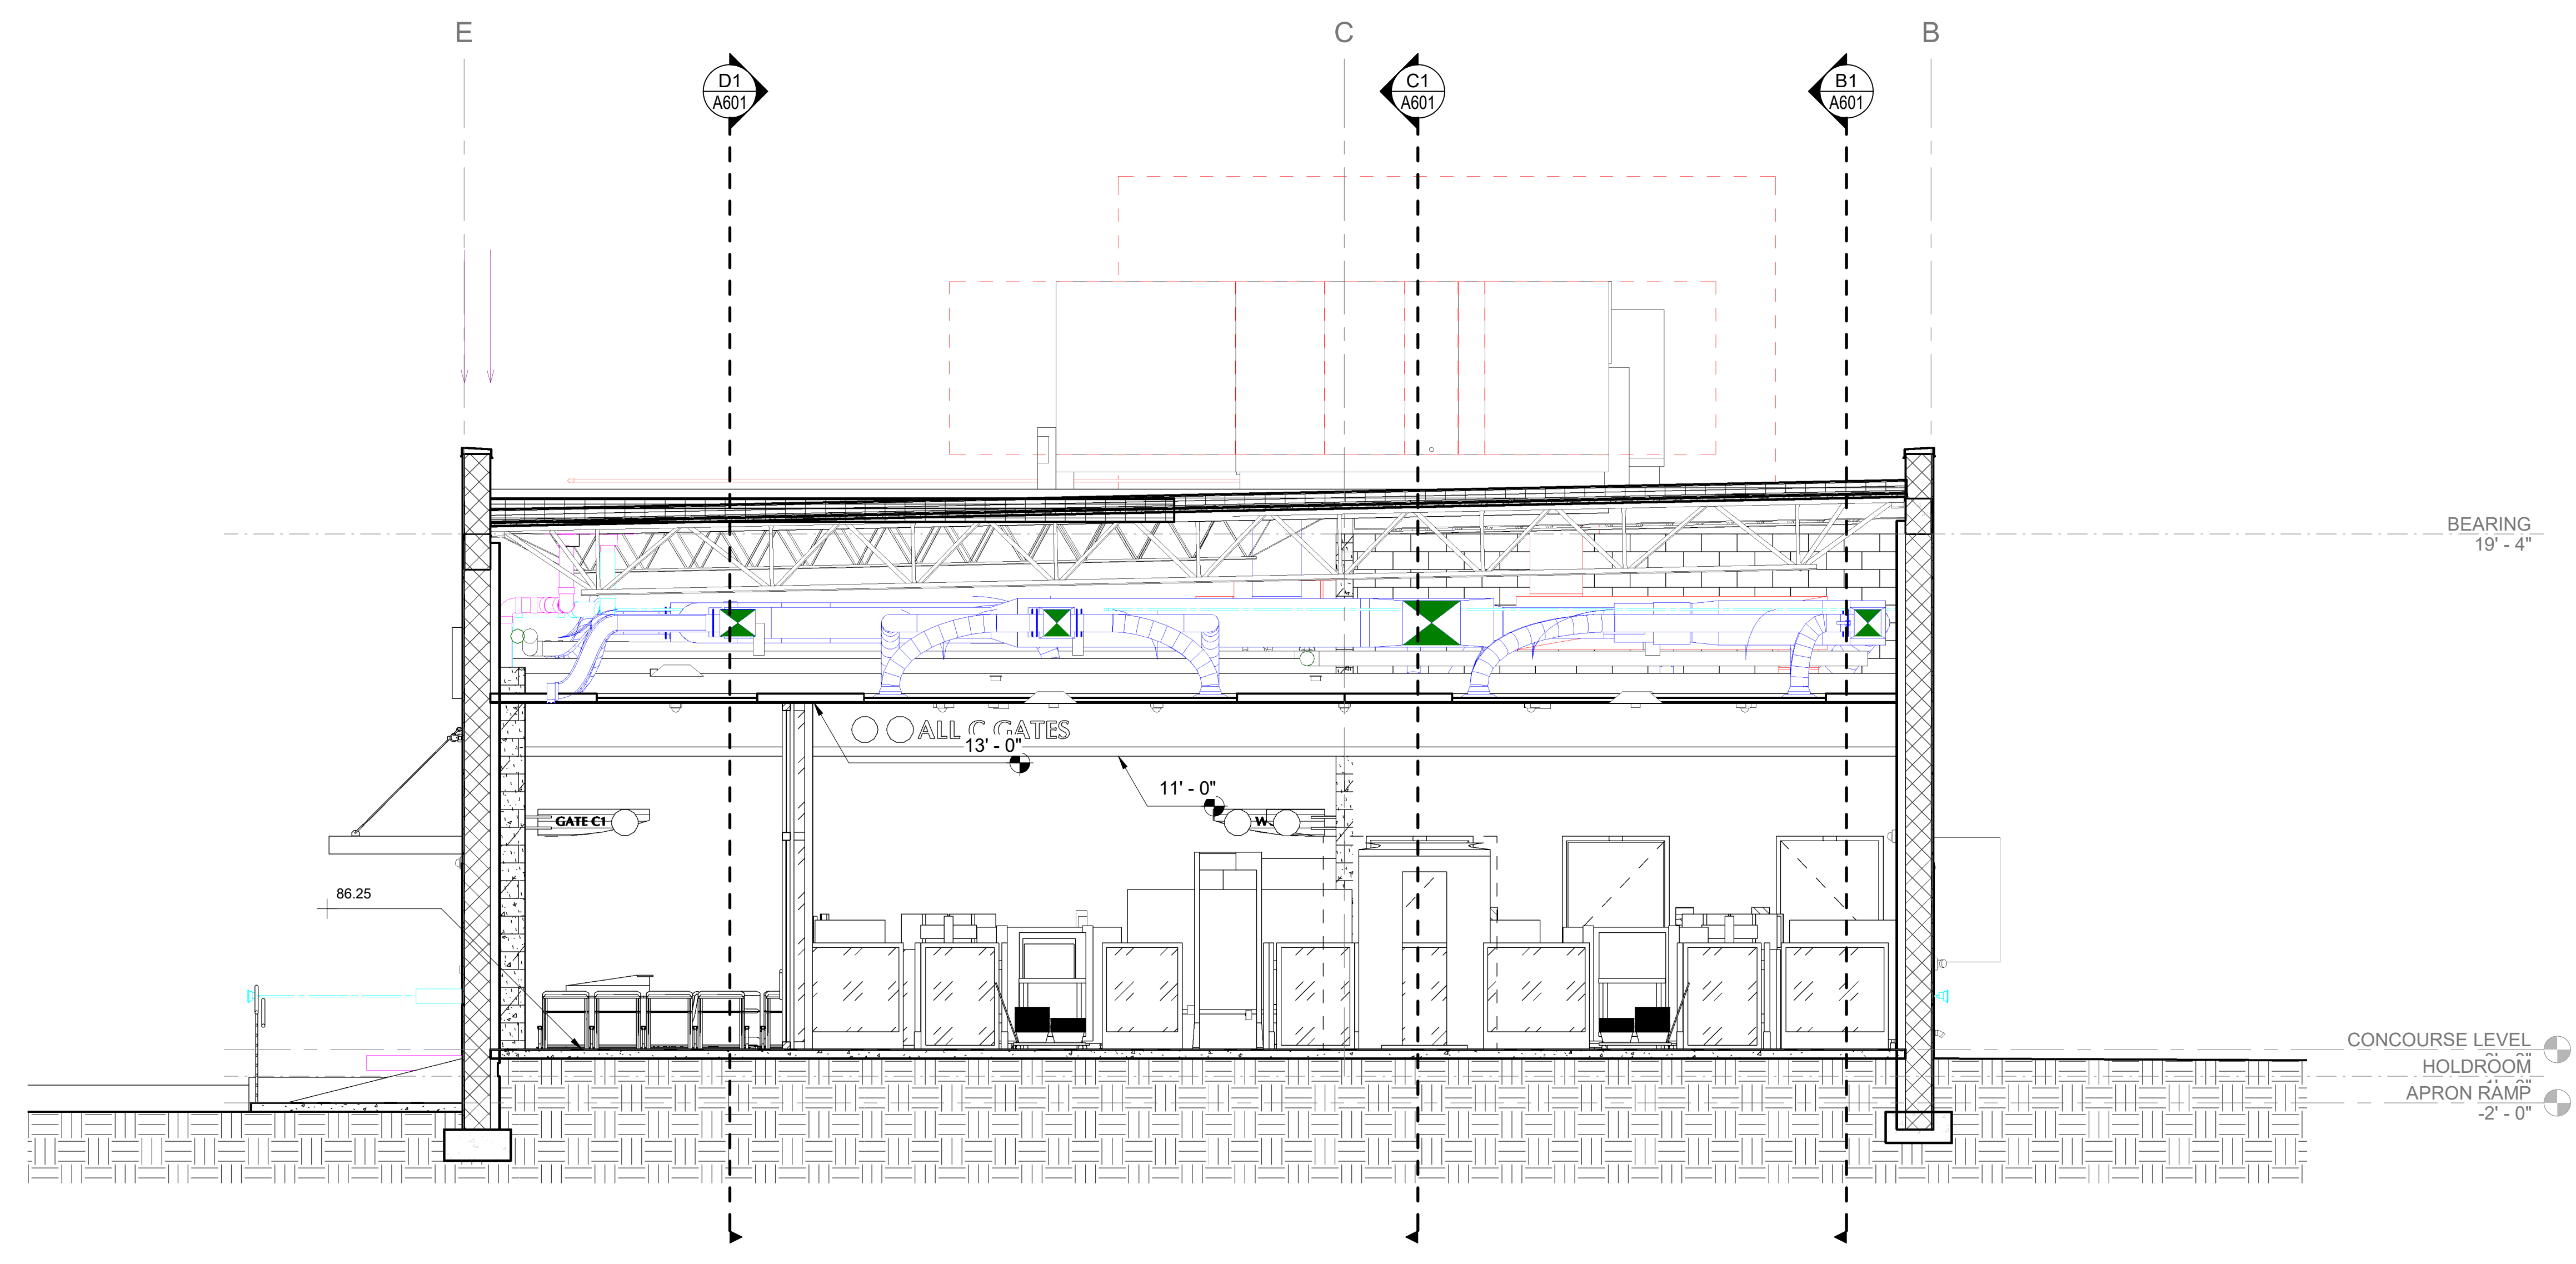 E
C
B
D1
A601
C1
A601
B1
A601
BEARING
19' - 4"
ALL C GATES
13' - 0"
11' - 0"
GATE C1
W
86.25
CONCOURSE LEVEL
HOLDROOM
APRON RAMP
-2' - 0"